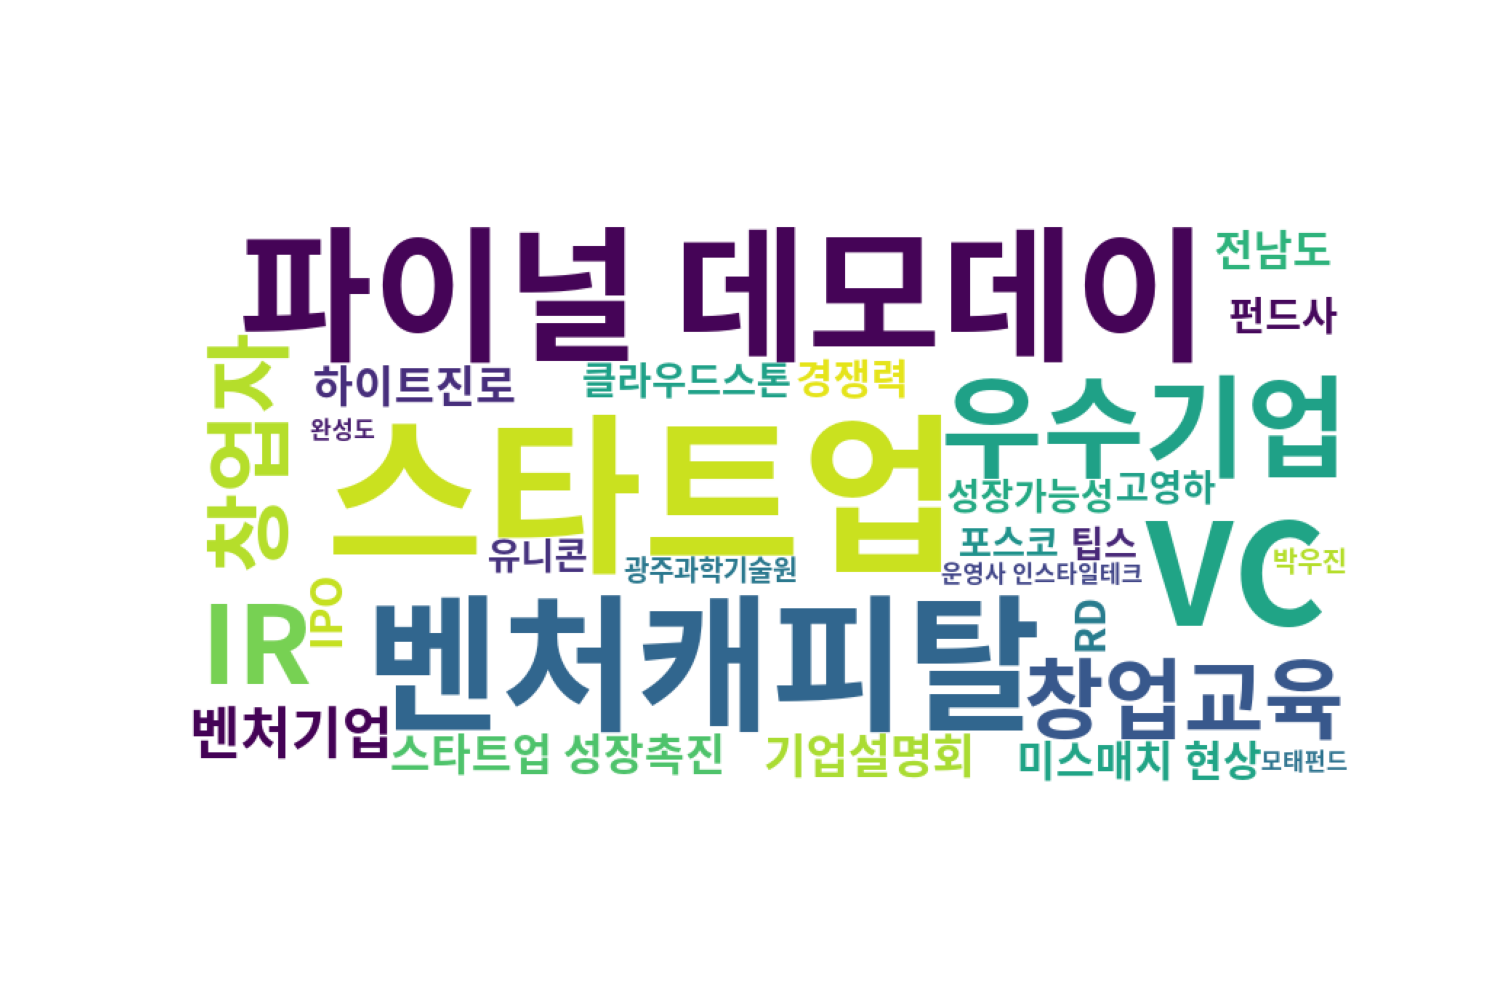 파이널 데모데이
전남도
펀드사
창업자
하이트진로
클라우드스톤
경쟁력
우수기업
완성도
스타트업
성장가능성
고영하
유니콘
광주과학기술원
포스코
팁스
운영사 인스타일테크
VC
박우진
IR
IPO
벤처캐피탈
RD
창업교육
벤처기업
스타트업 성장촉진
기업설명회
미스매치 현상
모태펀드